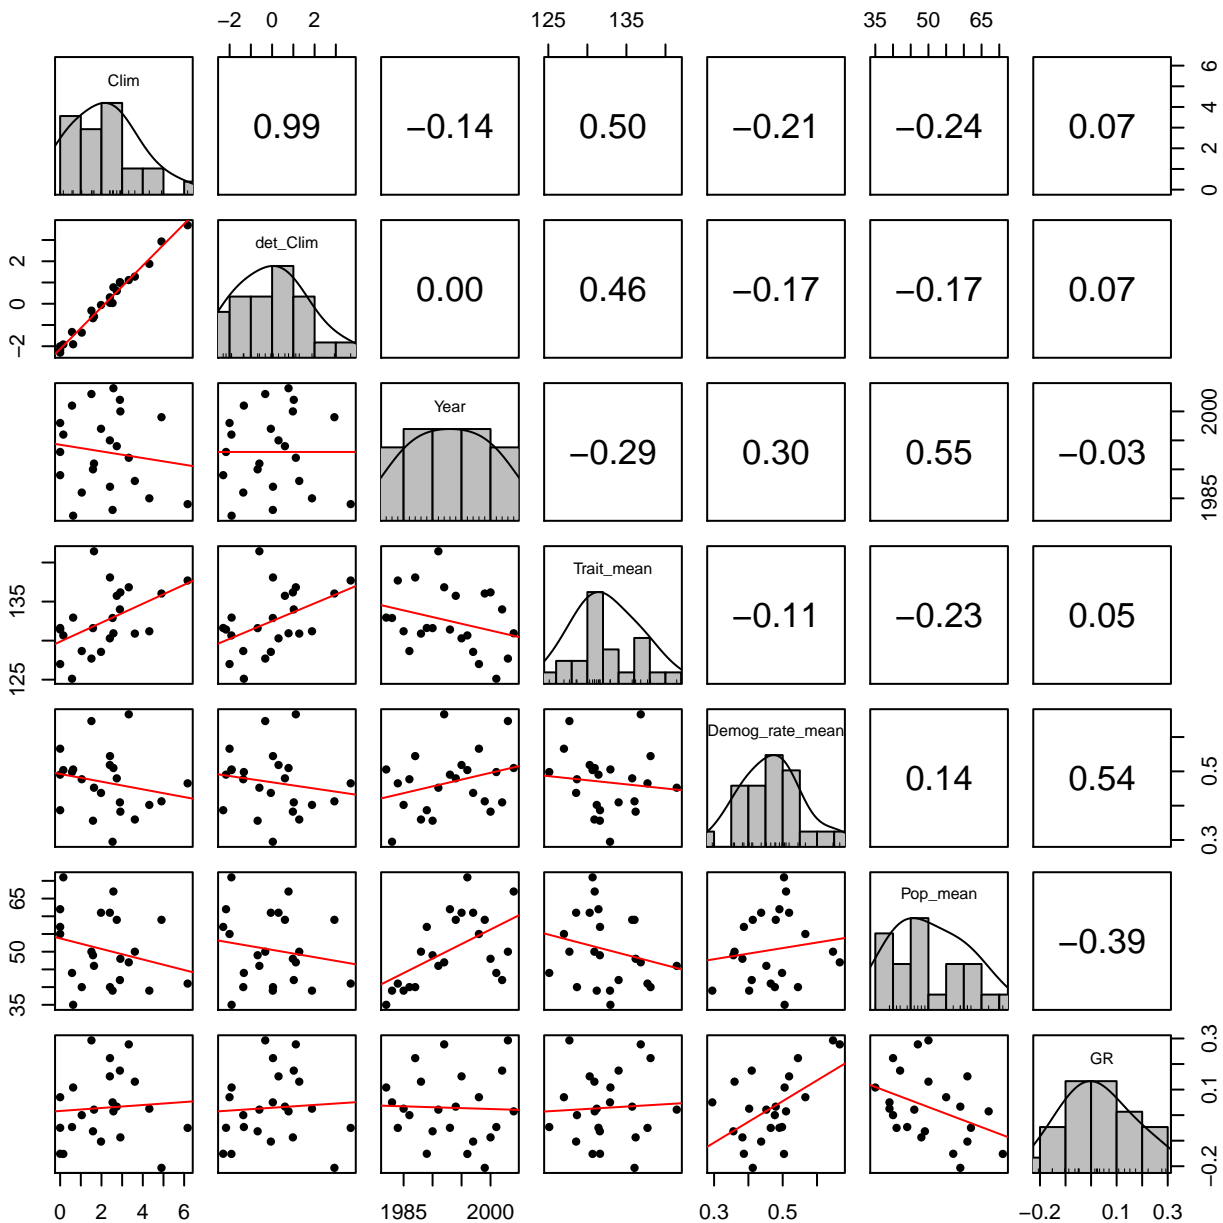 −2 0 2 125 135 35 50 65
Clim 0.99 −0.14 0.50 −0.21 −0.24 0.07 0 2 4 6
−2 0 2 det_Clim 0.00 0.46 −0.17 −0.17 0.07
Year −0.29 0.30 0.55 −0.03 1985 2000
125 135 Trait_mean −0.11 −0.23 0.05
Demog_rate_mean 0.14 0.54 0.3 0.5
35 50 65 Pop_mean −0.39
GR −0.2 0.1 0.3
0 2 4 6 1985 2000 0.3 0.5 −0.2 0.1 0.3